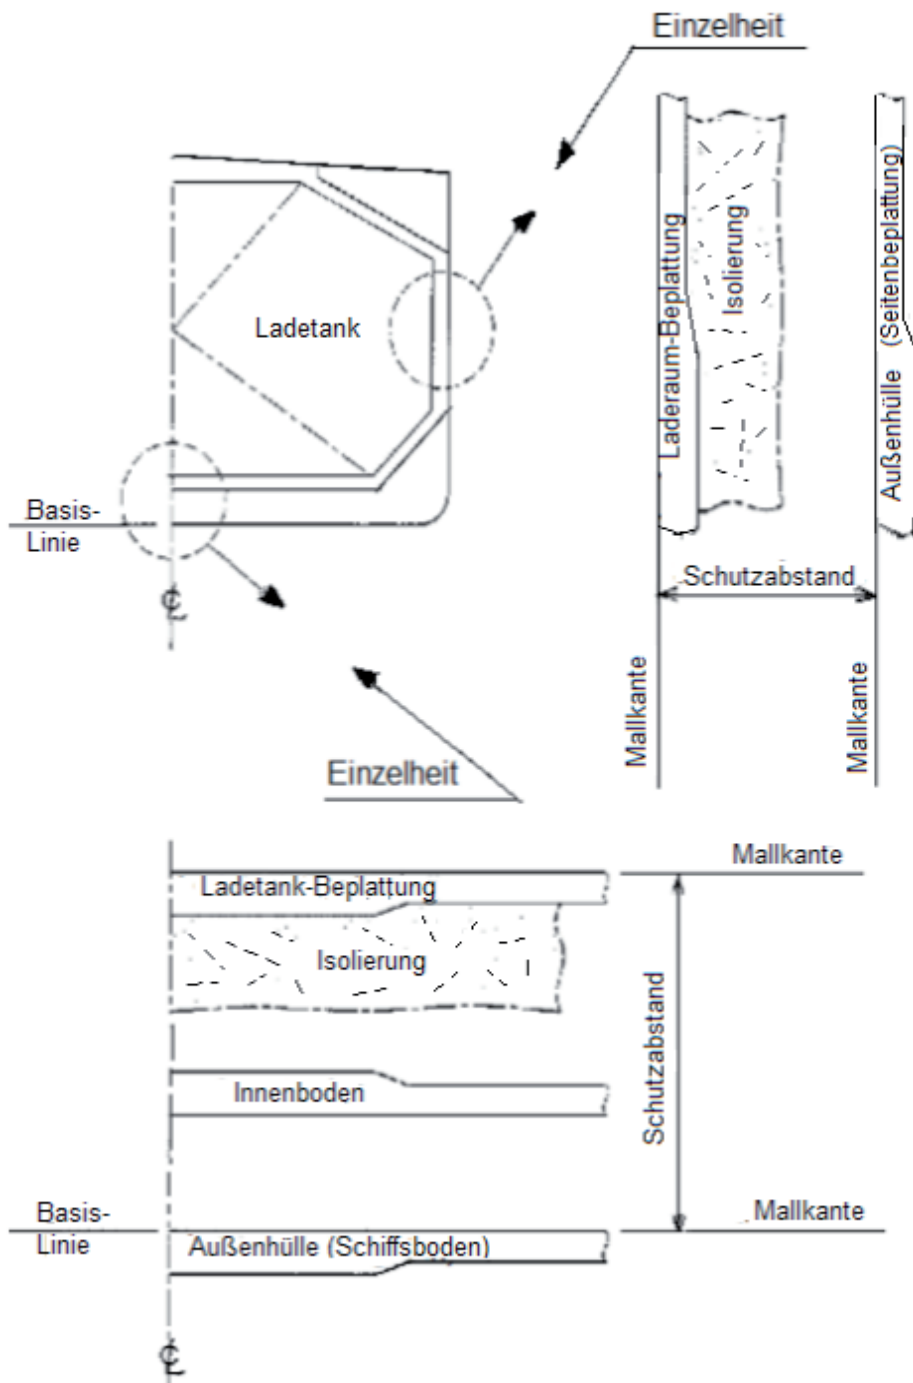 Einzelheit
Ladetank
Laderaum-Beplattung
Isolierung
Außenhülle (Seitenbeplattung)
Basis-
Linie
℄
Schutzabstand
Mallkante
Mallkante
Einzelheit
Mallkante
Ladetank-Beplattung
Isolierung
Schutzabstand
Innenboden
Basis-
Linie
Mallkante
Außenhülle (Schiffsboden)
℄